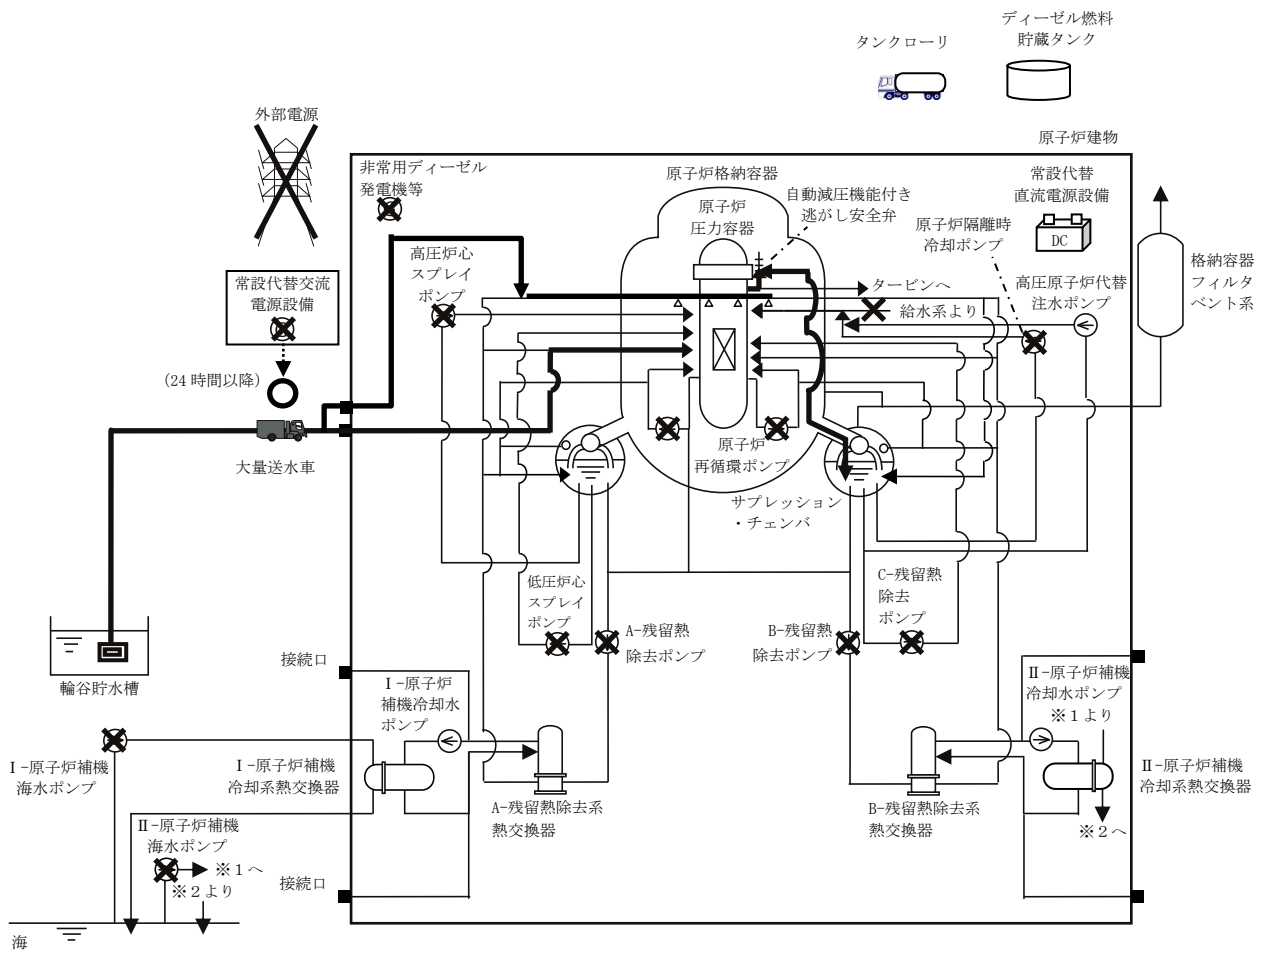 タンクローリ
ディーゼル燃料
貯蔵タンク
外部電源
原子炉建物
非常用ディーゼル
発電機等
原子炉格納容器
自動減圧機能付き
逃がし安全弁
常設代替
直流電源設備
原子炉
圧力容器
原子炉隔離時
冷却ポンプ
DC
高圧炉心
スプレイ
ポンプ
格納容器
フィルタ
ベント系
常設代替交流
電源設備
タービンへ
高圧原子炉代替
注水ポンプ
給水系より
(24時間以降)
大量送水車
原子炉
再循環ポンプ
サプレッション
・チェンバ
低圧炉心
スプレイ
ポンプ
C-残留熱
除去
ポンプ
A-残留熱
除去ポンプ
B-残留熱
除去ポンプ
輪谷貯水槽
接続口
Ⅰ-原子炉
補機冷却水
ポンプ
Ⅱ-原子炉補機
冷却水ポンプ
※1より
Ⅰ-原子炉補機
海水ポンプ
Ⅰ-原子炉補機
冷却系熱交換器
A-残留熱除去系
熱交換器
B-残留熱除去系
熱交換器
Ⅱ-原子炉補機
冷却系熱交換器
※2へ
Ⅱ-原子炉補機
海水ポンプ
※1へ
※2より
接続口
海